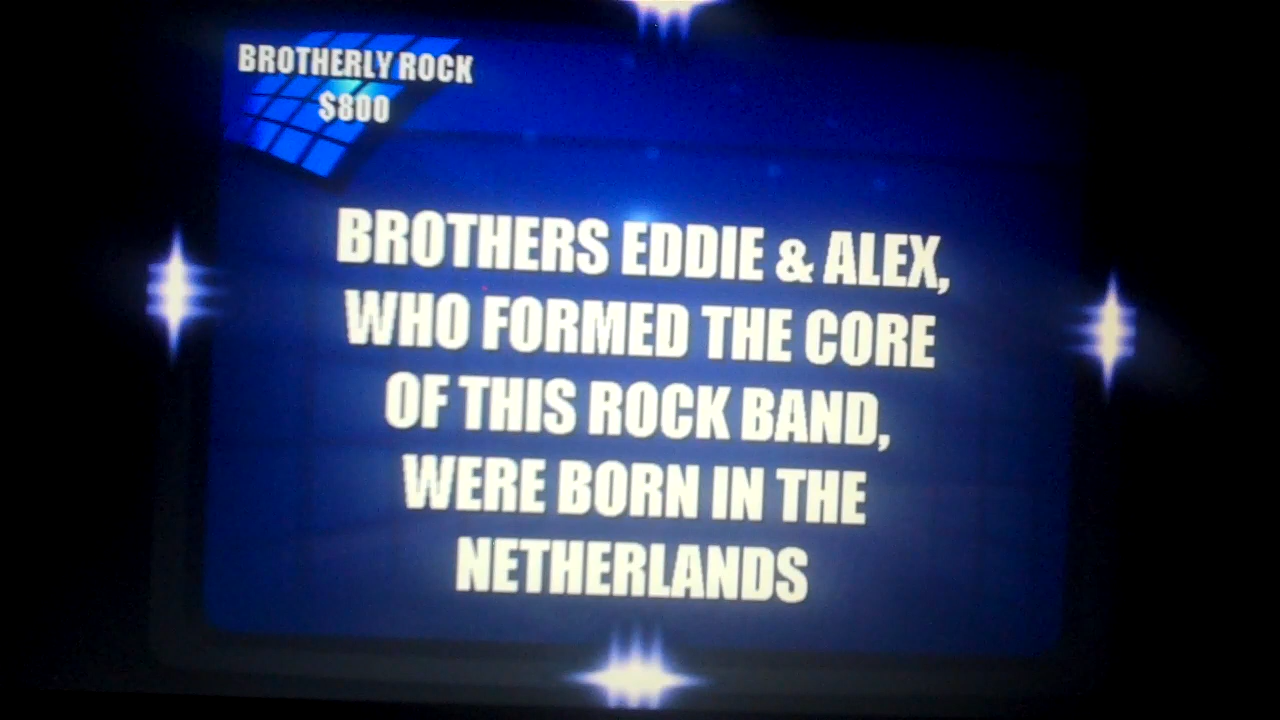 BROTHERLY ROCK
$800
BROTHERS EDDIE & ALEX,
WHO FORMED THE CORE
OF THIS ROCK BAND,
WERE BORN IN THE
NETHERLANDS